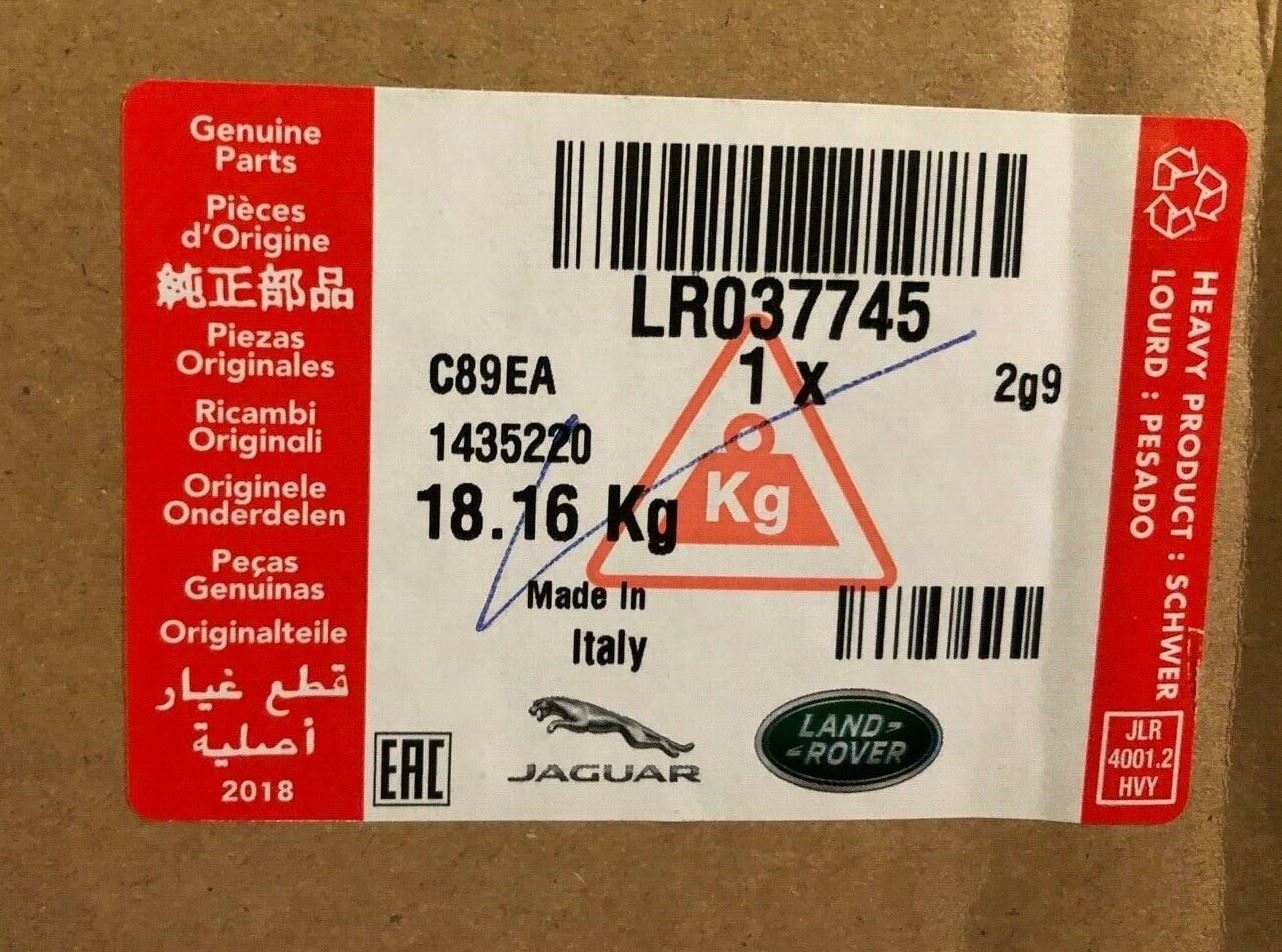 Genuine
Parts
Pièces
d'Origine
純正部品
Piezas
Originales
Ricambi
Originali
Originele
Onderdelen
Peças
Genuinas
Originalteile
قطع غيار
أصلية
2018
LR037745
1 x
C89EA
2g9
1435220
18.16 Kg
Kg
Made In
Italy
EAC
JAGUAR
LAND-
-ROVER
HEAVY PRODUCT : SCHWER
LOURD : PESADO
JLR
4001.2
HVY